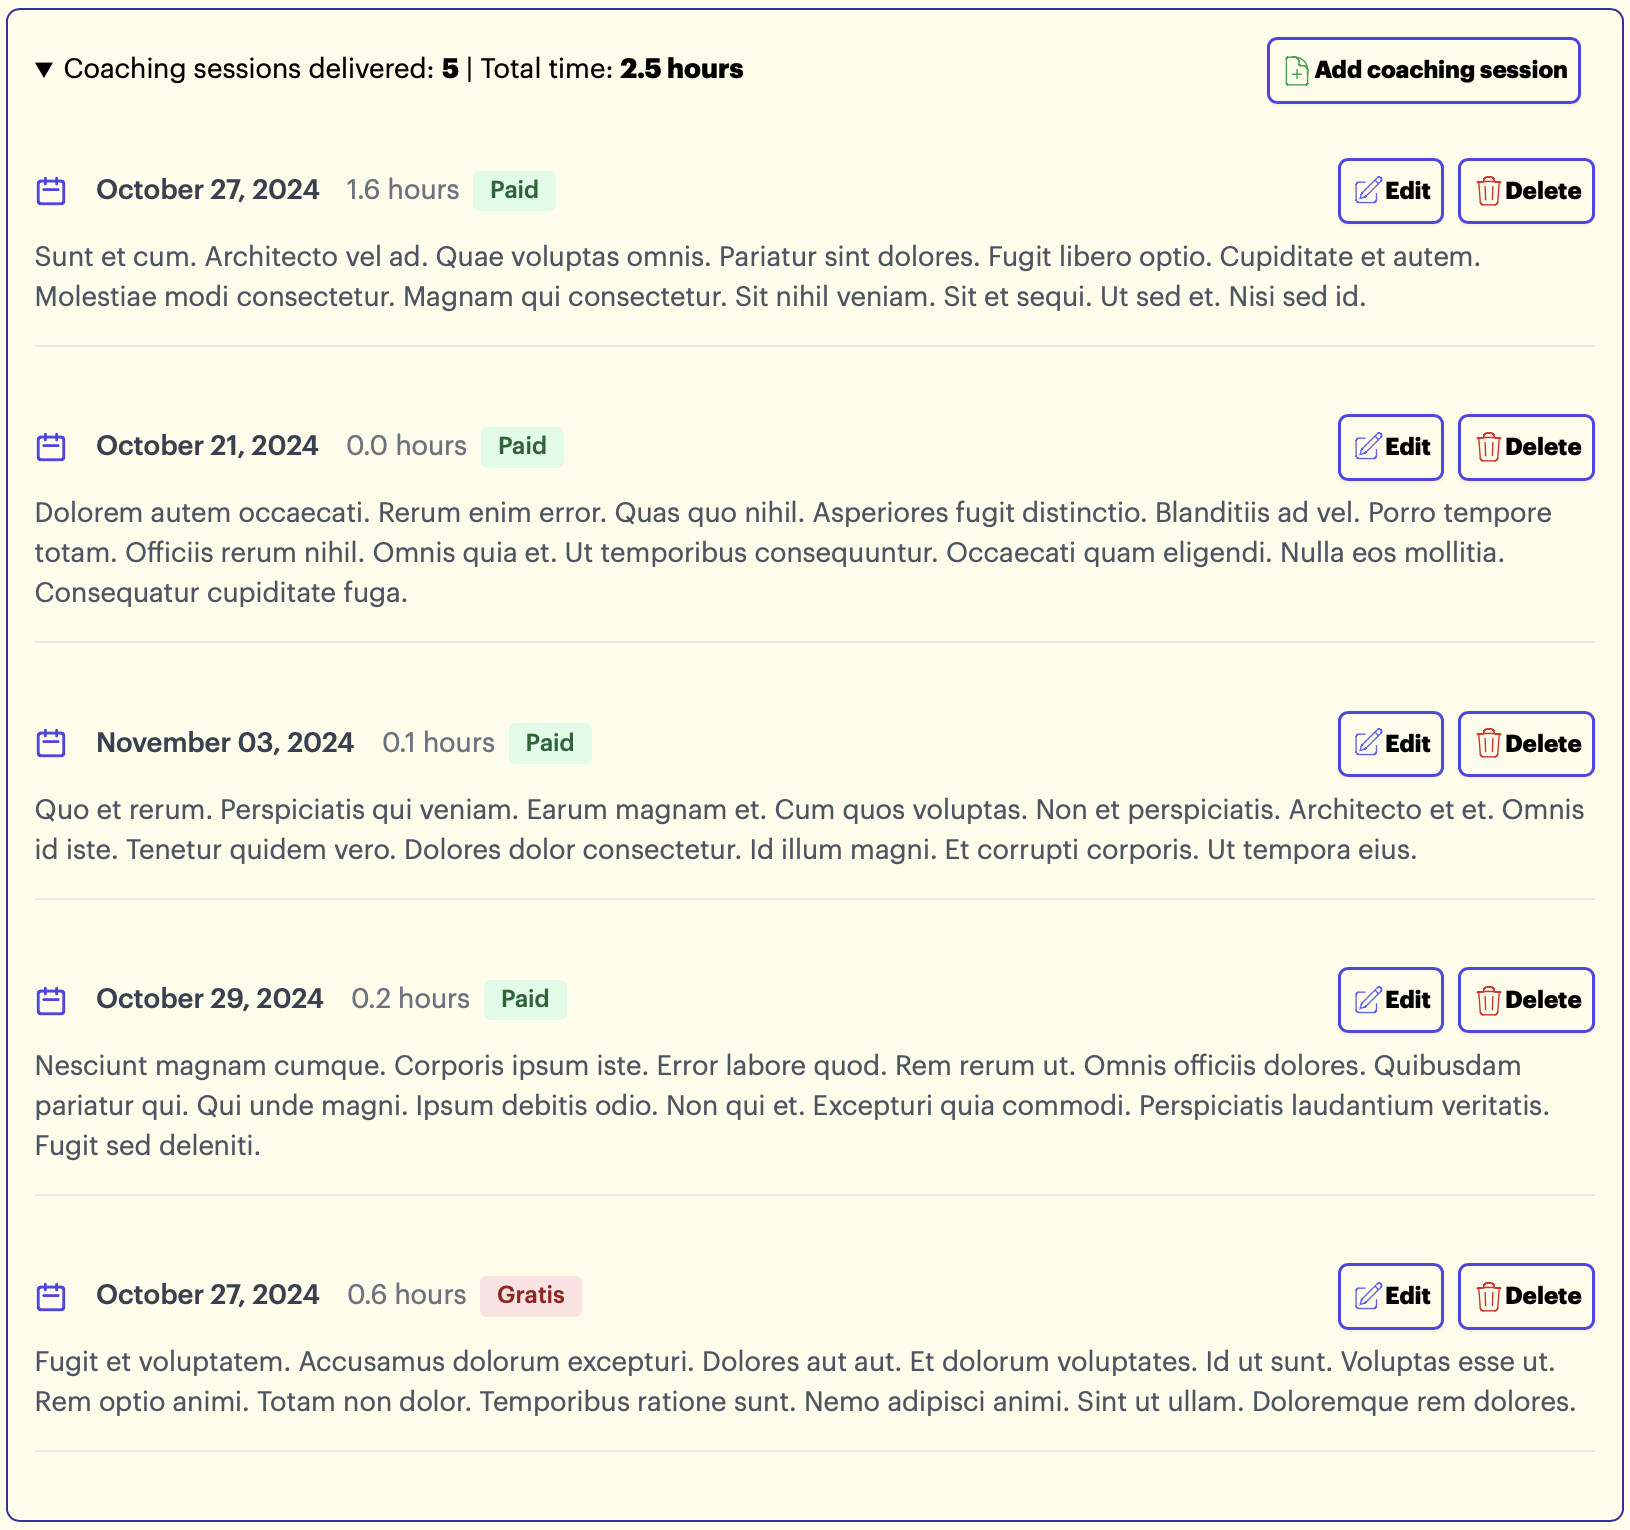 ▼ Coaching sessions delivered: 5 | Total time: 2.5 hours
Add coaching session
October 27, 2024 1.6 hours Paid
Edit Delete
Sunt et cum. Architecto vel ad. Quae voluptas omnis. Pariatur sint dolores. Fugit libero optio. Cupiditate et autem.
Molestiae modi consectetur. Magnam qui consectetur. Sit nihil veniam. Sit et sequi. Ut sed et. Nisi sed id.
October 21, 2024 0.0 hours Paid
Edit Delete
Dolorem autem occaecati. Rerum enim error. Quas quo nihil. Asperiores fugit distinctio. Blanditiis ad vel. Porro tempore
totam. Officiis rerum nihil. Omnis quia et. Ut temporibus consequuntur. Occaecati quam eligendi. Nulla eos mollitia.
Consequatur cupiditate fuga.
November 03, 2024 0.1 hours Paid
Edit Delete
Quo et rerum. Perspiciatis qui veniam. Earum magnam et. Cum quos voluptas. Non et perspiciatis. Architecto et et. Omnis
id iste. Tenetur quidem vero. Dolores dolor consectetur. Id illum magni. Et corrupti corporis. Ut tempora eius.
October 29, 2024 0.2 hours Paid
Edit Delete
Nesciunt magnam cumque. Corporis ipsum iste. Error labore quod. Rem rerum ut. Omnis officiis dolores. Quibusdam
pariatur qui. Qui unde magni. Ipsum debitis odio. Non qui et. Excepturi quia commodi. Perspiciatis laudantium veritatis.
Fugit sed deleniti.
October 27, 2024 0.6 hours Gratis
Edit Delete
Fugit et voluptatem. Accusamus dolorum excepturi. Dolores aut aut. Et dolorum voluptates. Id ut sunt. Voluptas esse ut.
Rem optio animi. Totam non dolor. Temporibus ratione sunt. Nemo adipisci animi. Sint ut ullam. Doloremque rem dolores.